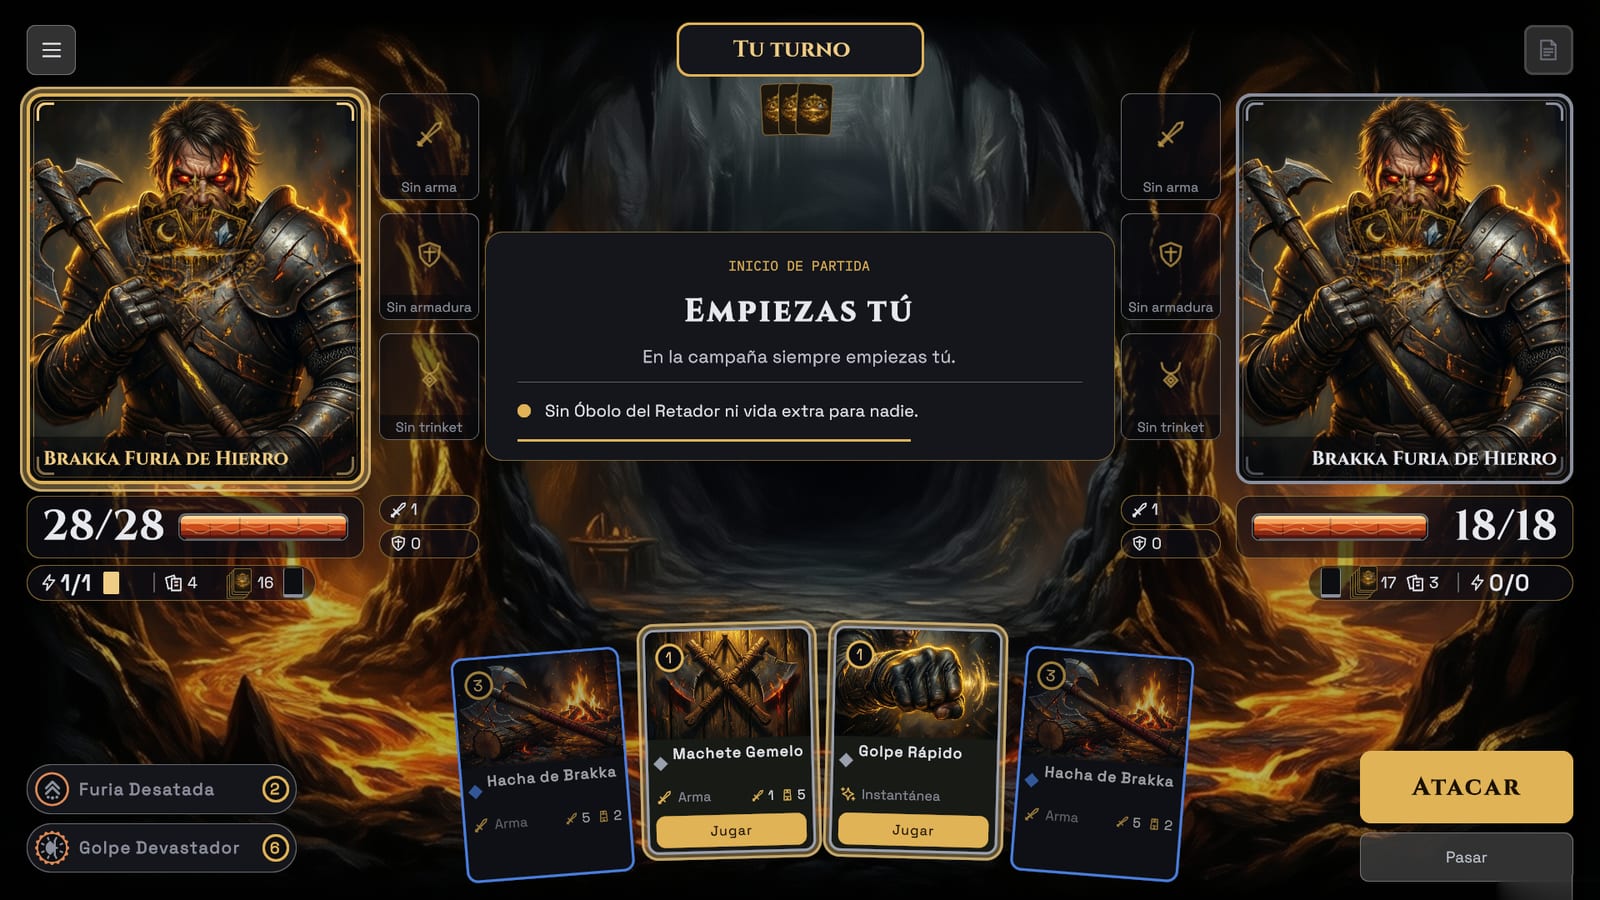 Tu turno
Sin arma
Sin armadura
Sin trinket
Brakka Furia de Hierro
28/28
1
0
1/1
4
16
Inicio de partida
Empiezas tú
En la campaña siempre empiezas tú.
Sin Óbolo del Retador ni vida extra para nadie.
Sin arma
Sin armadura
Sin trinket
Brakka Furia de Hierro
1
0
18/18
17
3
0/0
3
Hacha de Brakka
Arma
5
2
1
Machete Gemelo
Arma
1
5
Jugar
1
Golpe Rápido
Instantánea
Jugar
3
Hacha de Brakka
Arma
5
2
Furia Desatada
2
Golpe Devastador
6
Atacar
Pasar